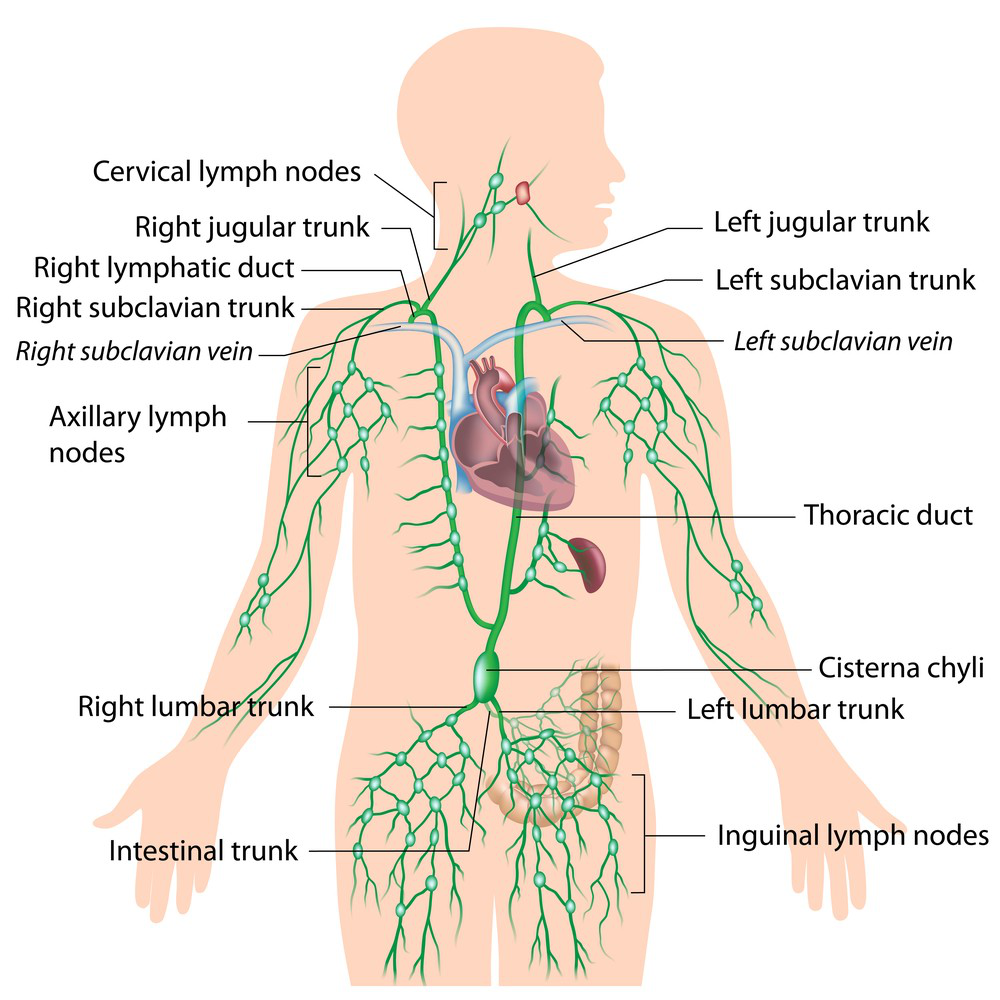 Cervical lymph nodes
Right jugular trunk
Right lymphatic duct
Right subclavian trunk
Right subclavian vein
Axillary lymph
nodes
Left jugular trunk
Left subclavian trunk
Left subclavian vein
Thoracic duct
Cisterna chyli
Right lumbar trunk
Left lumbar trunk
Intestinal trunk
Inguinal lymph nodes